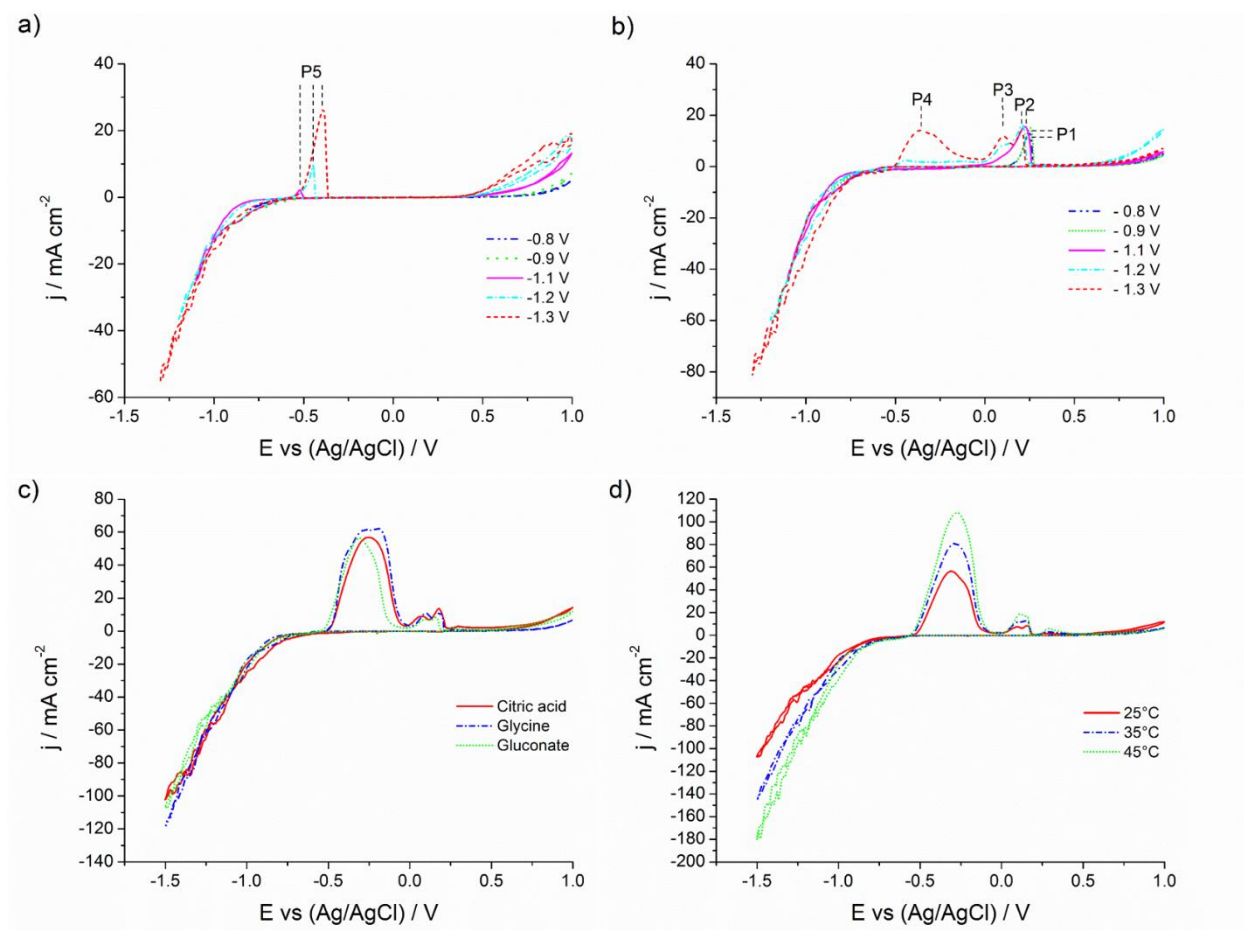 a)
P5
40
20
0
-20
-40
-60
j / mA cm-2
-1.5 -1.0 -0.5 0.0 0.5 1.0
E vs (Ag/AgCl) / V
-0.8 V
-0.9 V
-1.1 V
-1.2 V
-1.3 V
b)
P4
P3
P2
P1
40
20
0
-20
-40
-60
-80
j / mA cm-2
-1.5 -1.0 -0.5 0.0 0.5 1.0
E vs (Ag/AgCl) / V
- 0.8 V
- 0.9 V
- 1.1 V
- 1.2 V
- 1.3 V
c)
80
60
40
20
0
-20
-40
-60
-80
-100
-120
-140
j / mA cm-2
-1.5 -1.0 -0.5 0.0 0.5 1.0
E vs (Ag/AgCl) / V
Citric acid
Glycine
Gluconate
d)
120
100
80
60
40
20
0
-20
-40
-60
-80
-100
-120
-140
-160
-180
-200
j / mA cm-2
-1.5 -1.0 -0.5 0.0 0.5 1.0
E vs (Ag/AgCl) / V
25°C
35°C
45°C